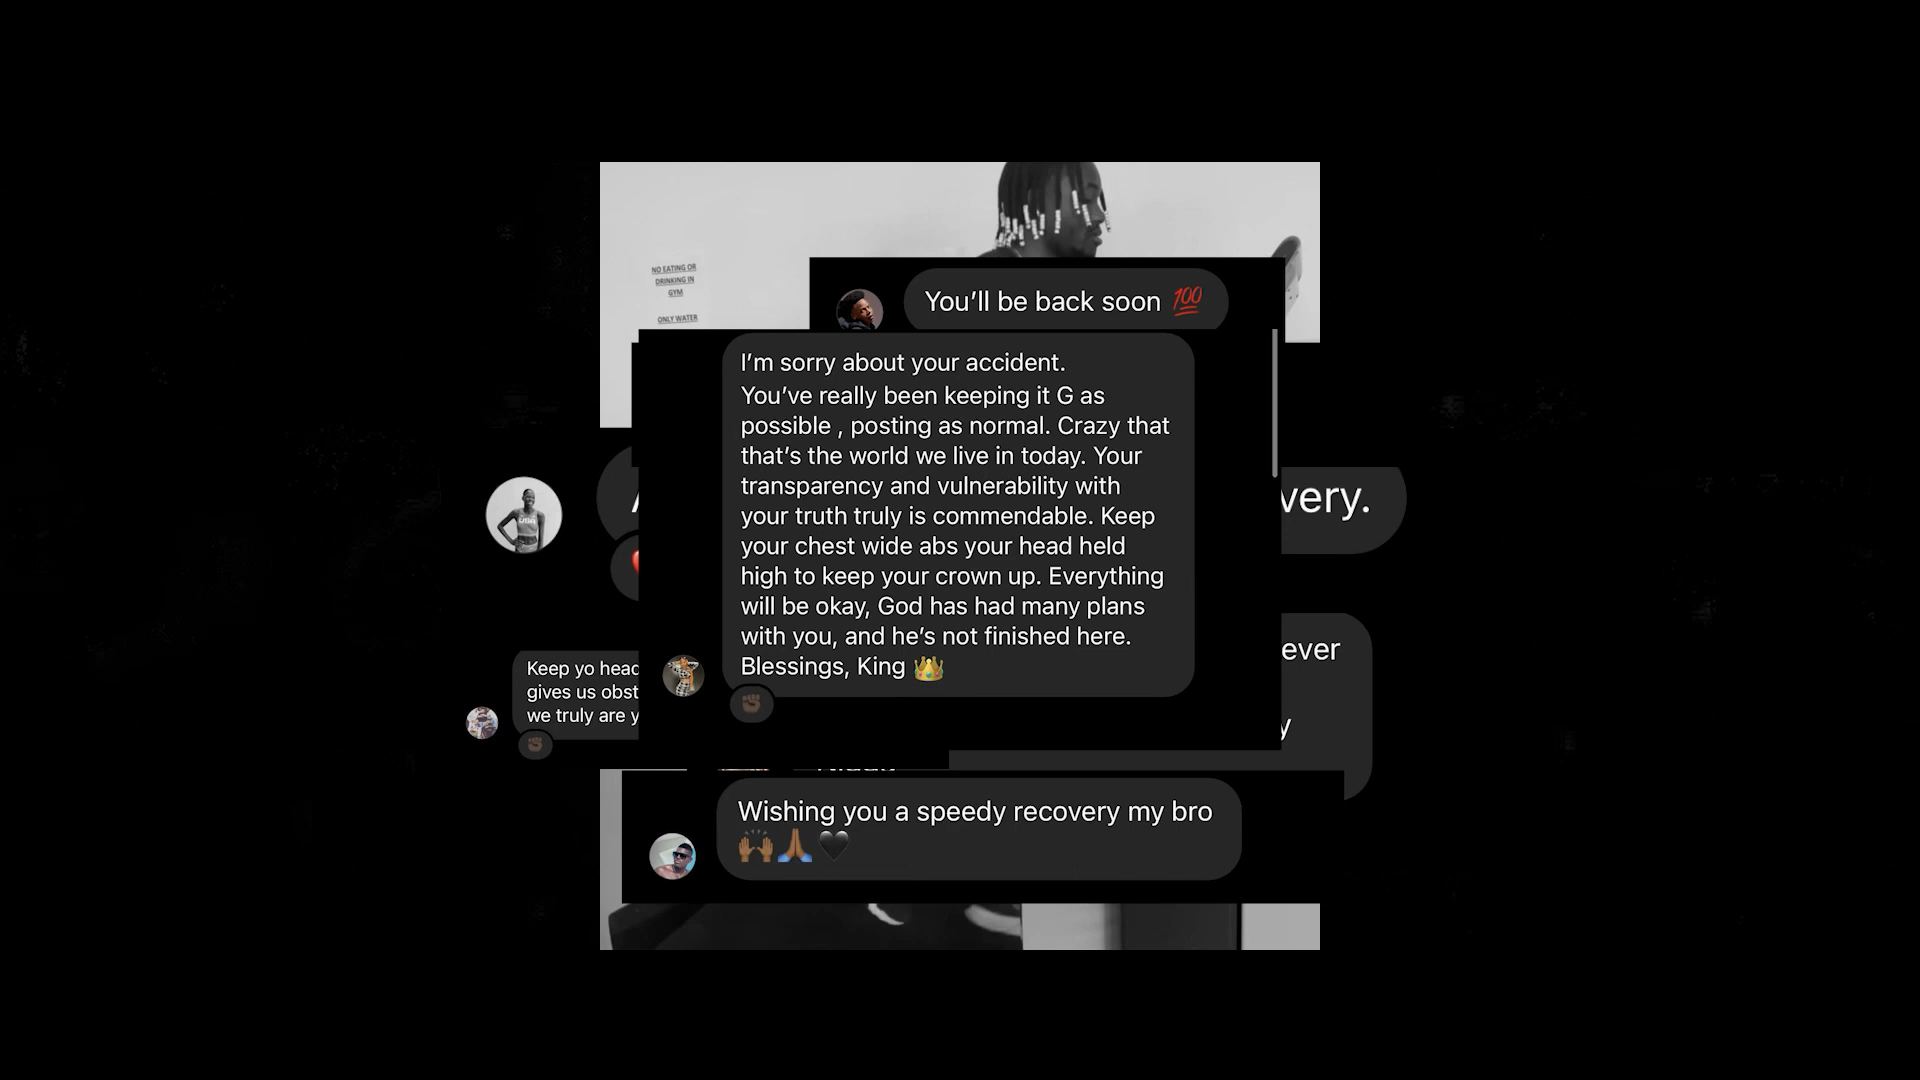 NO EATING OR
DRINKING IN
GYM
ONLY WATER
You’ll be back soon 💯
I’m sorry about your accident.
You’ve really been keeping it G as
possible , posting as normal. Crazy that
that’s the world we live in today. Your
transparency and vulnerability with
your truth truly is commendable. Keep
your chest wide abs your head held
high to keep your crown up. Everything
will be okay, God has had many plans
with you, and he’s not finished here.
Blessings, King 👑
very.
ever
y
Keep yo head
gives us obst
we truly are y
Wishing you a speedy recovery my bro
🙌🏾🙏🏾🖤